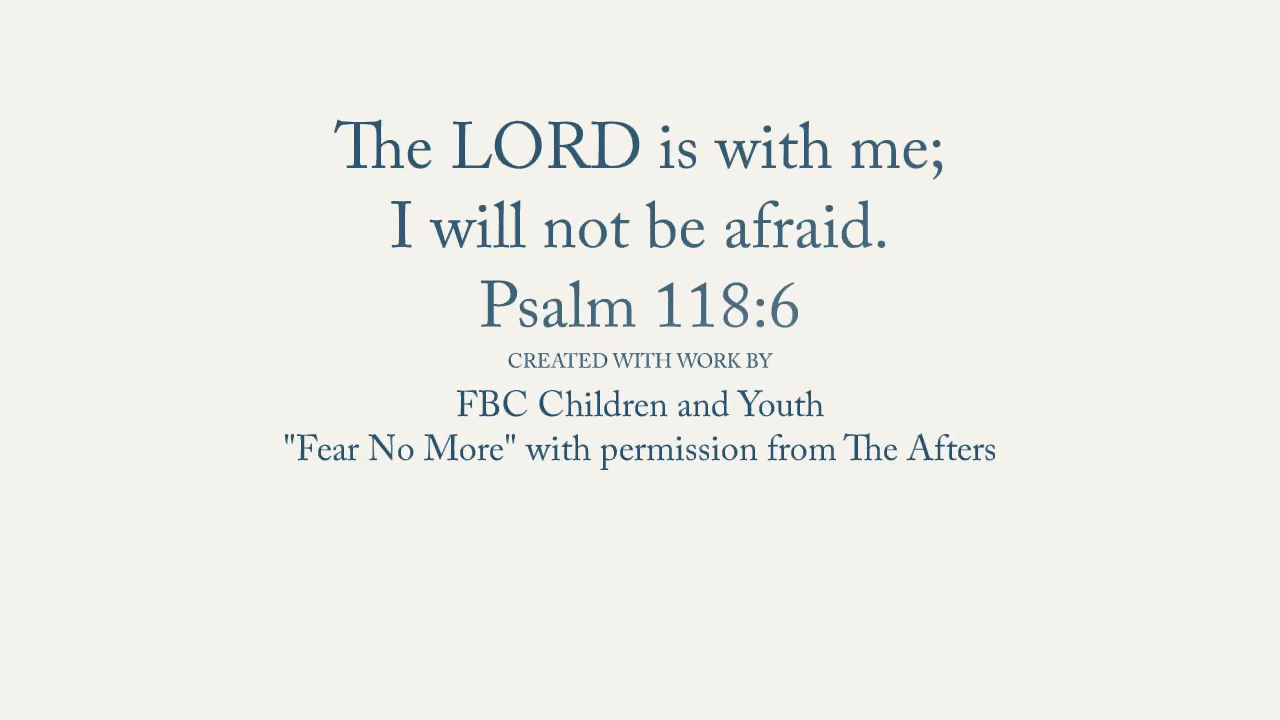 The LORD is with me;
I will not be afraid.
Psalm 118:6
CREATED WITH WORK BY
FBC Children and Youth
"Fear No More" with permission from The Afters